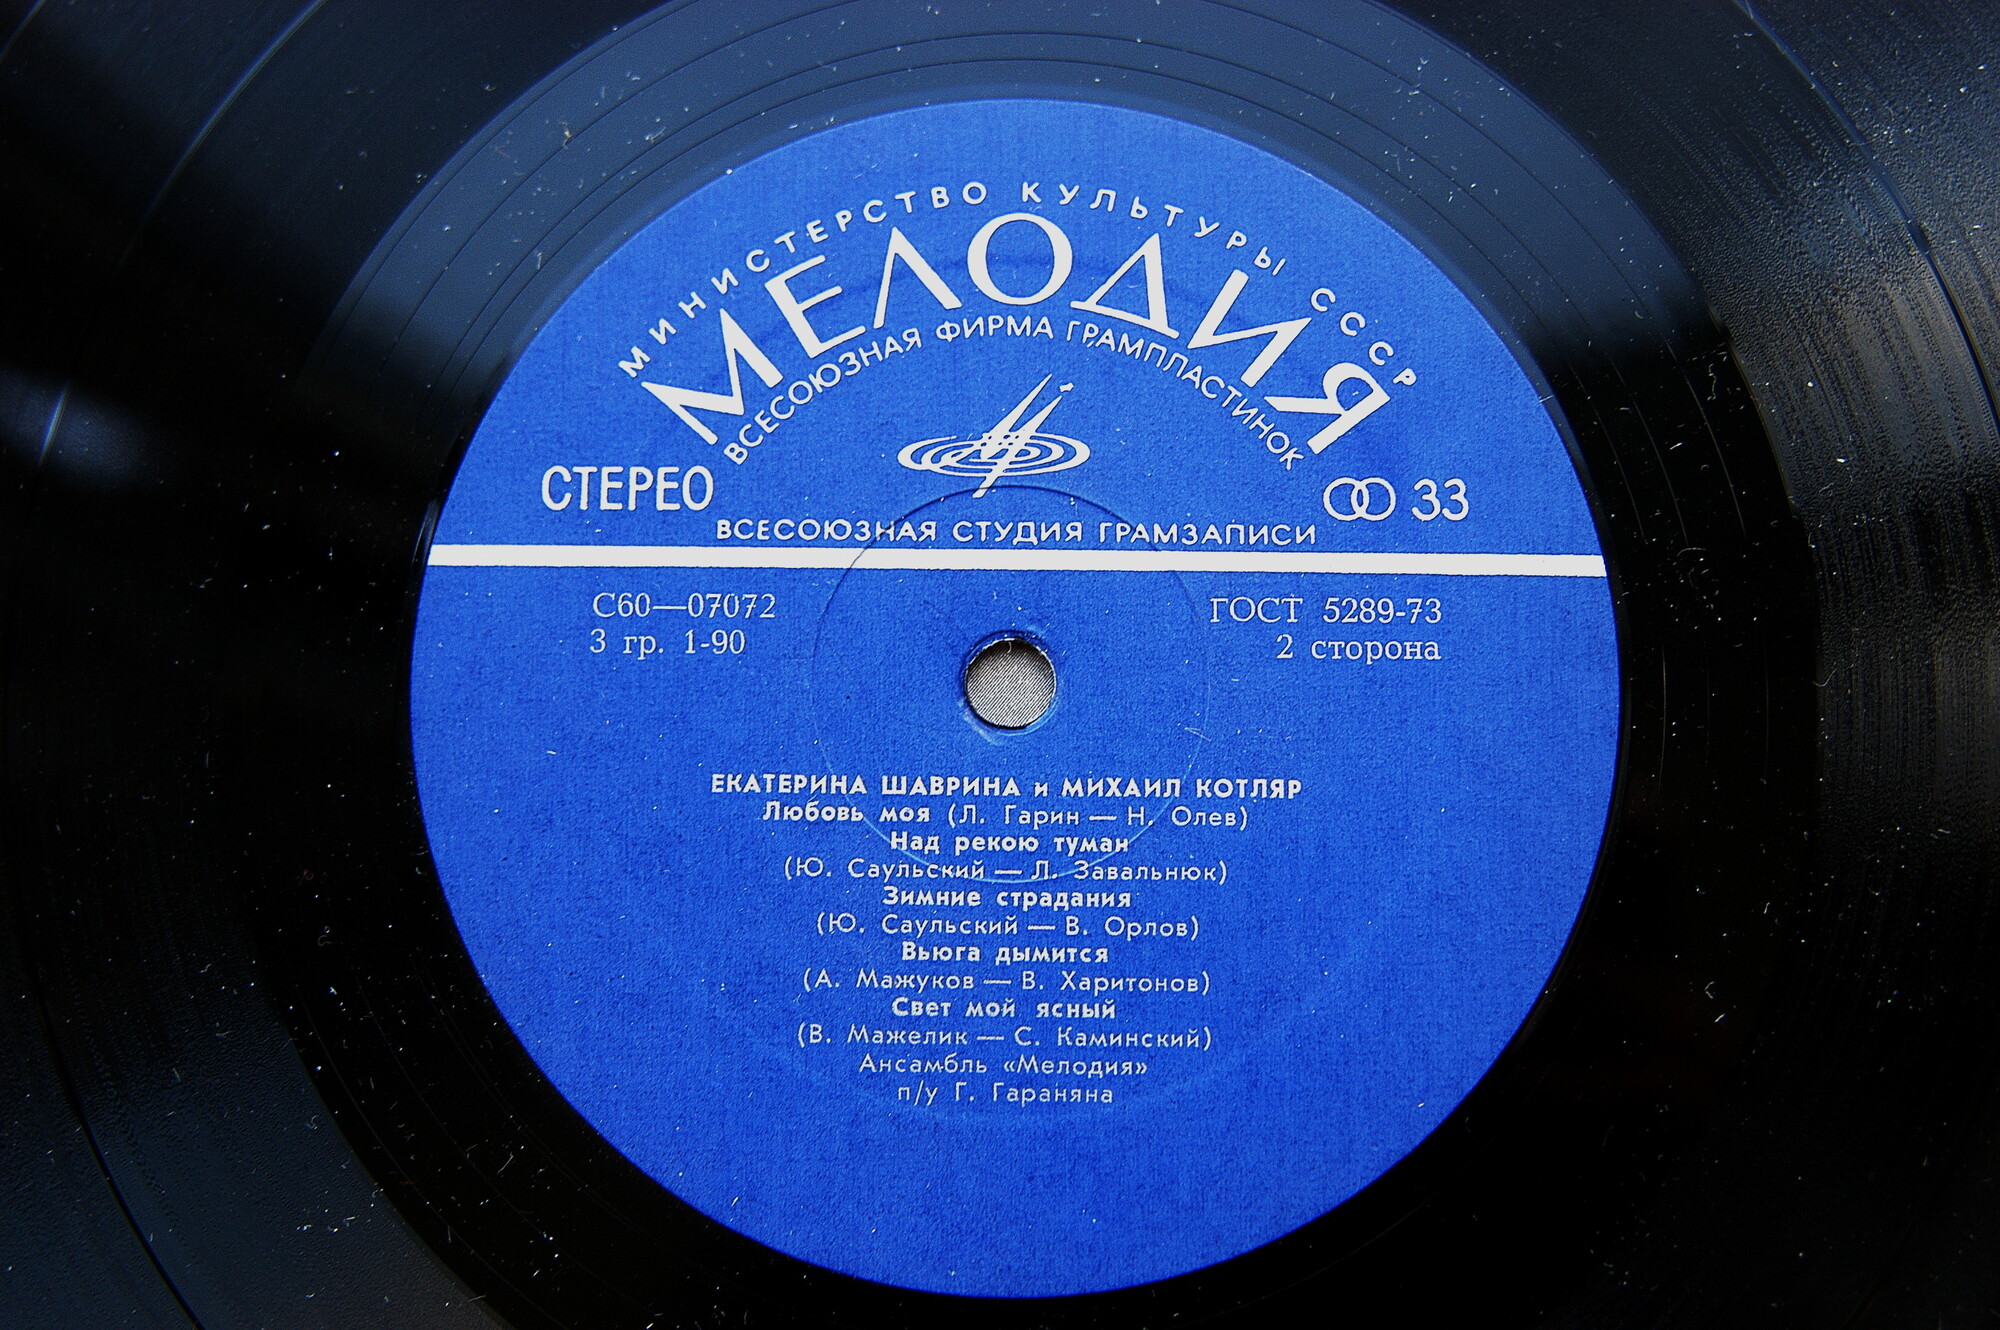 МИНИСТЕРСТВО КУЛЬТУРЫ СССР
МЕЛОДИЯ
ВСЕСОЮЗНАЯ ФИРМА ГРАМПЛАСТИНОК
СТЕРЕО
33
ВСЕСОЮЗНАЯ СТУДИЯ ГРАМЗАПИСИ
С60—07072
ГОСТ 5289-73
3 гр. 1-90
2 сторона
ЕКАТЕРИНА ШАВРИНА и МИХАИЛ КОТЛЯР
Любовь моя (Л. Гарин — Н. Олев)
Над рекою туман
(Ю. Саульский — Л. Завальнюк)
Зимние страдания
(Ю. Саульский — В. Орлов)
Вьюга дымится
(А. Мажуков — В. Харитонов)
Свет мой ясный
(В. Мажелик — С. Каминский)
Ансамбль «Мелодия»
п/у Г. Гараняна